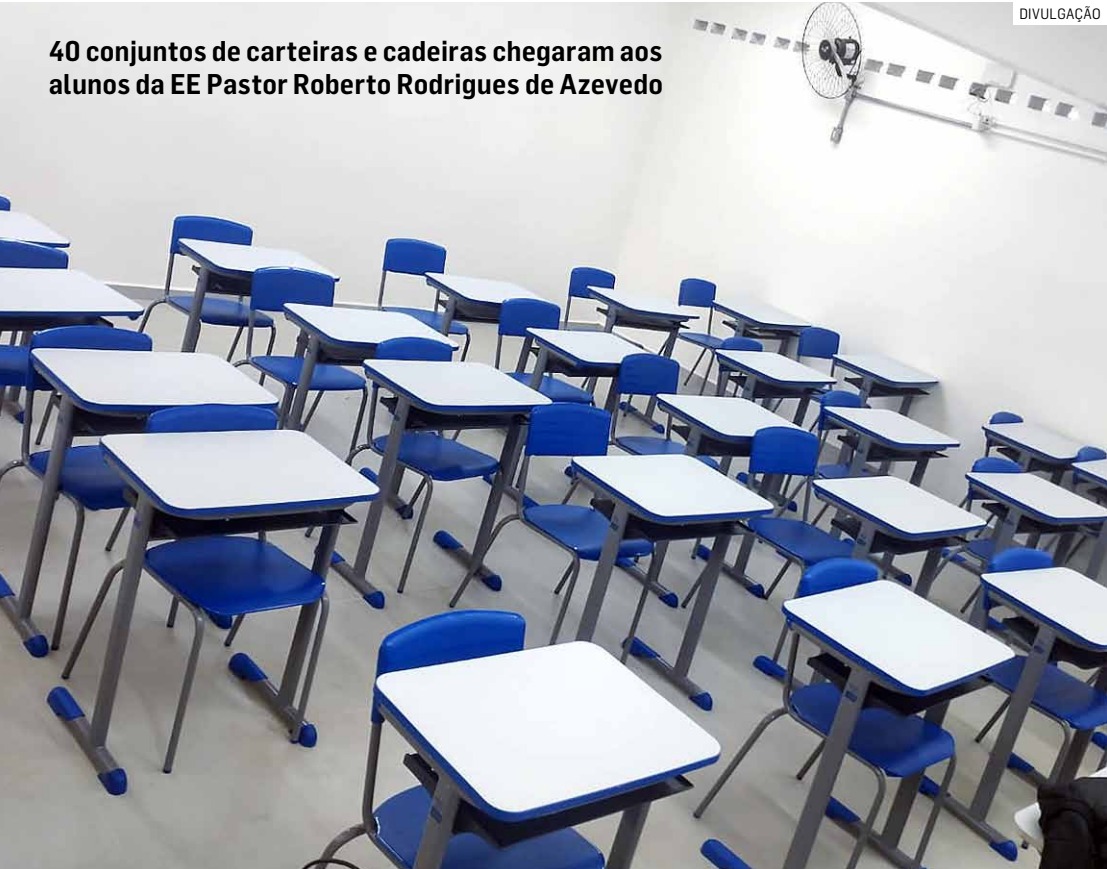 DIVULGAÇÃO
40 conjuntos de carteiras e cadeiras chegaram aos
alunos da EE Pastor Roberto Rodrigues de Azevedo